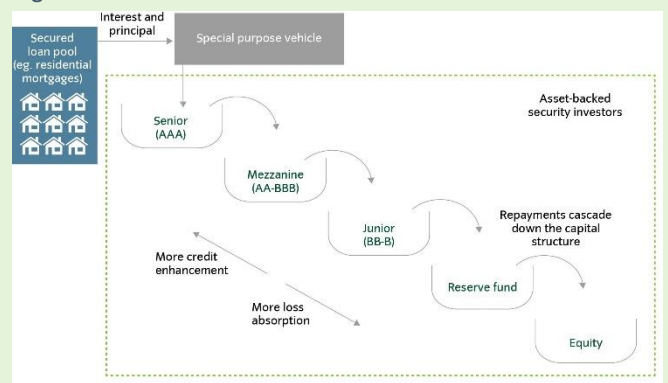 Interest and
principal
Secured
loan pool
(eg. residential
mortgages)
Special purpose vehicle
Asset-backed
security investors
Senior
(AAA)
Mezzanine
(AA-BBB)
Junior
(BB-B)
Repayments cascade
down the capital
structure
More credit
enhancement
Reserve fund
More loss
absorption
Equity